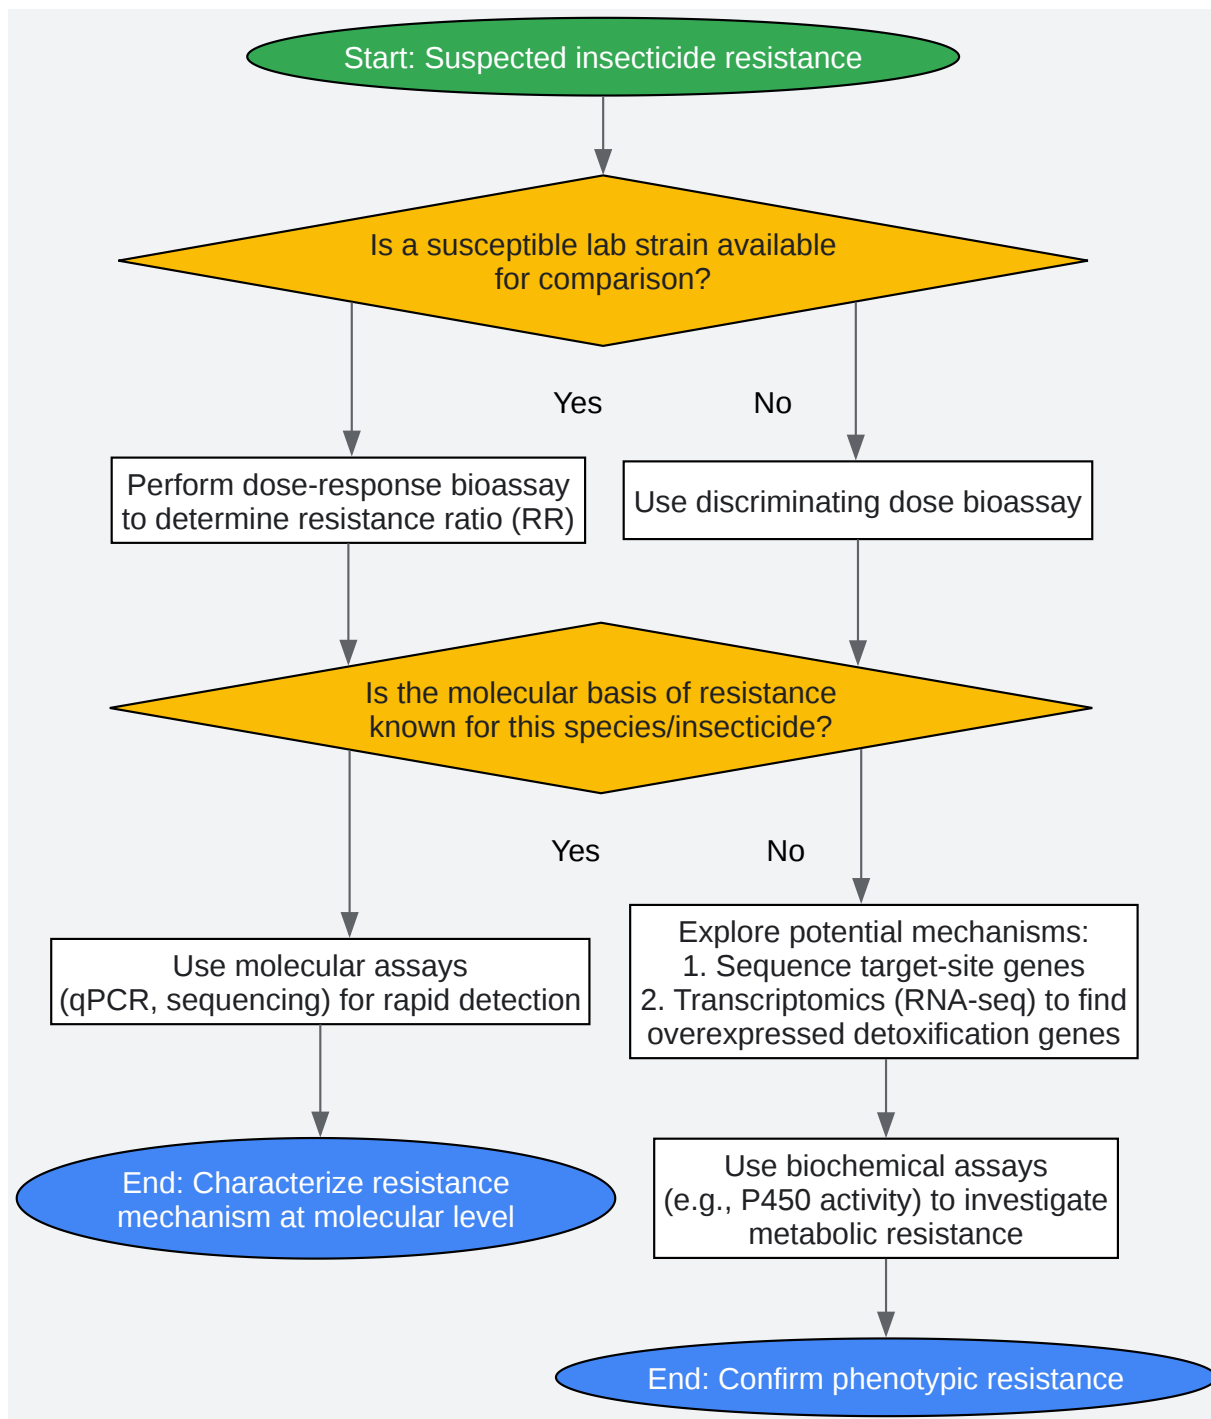 Start: Suspected insecticide resistance
Is a susceptible lab strain available
for comparison?
Yes
No
Perform dose-response bioassay
to determine resistance ratio (RR)
Use discriminating dose bioassay
Is the molecular basis of resistance
known for this species/insecticide?
Yes
No
Use molecular assays
(qPCR, sequencing) for rapid detection
Explore potential mechanisms:
1. Sequence target-site genes
2. Transcriptomics (RNA-seq) to find
overexpressed detoxification genes
End: Characterize resistance
mechanism at molecular level
Use biochemical assays
(e.g., P450 activity) to investigate
metabolic resistance
End: Confirm phenotypic resistance